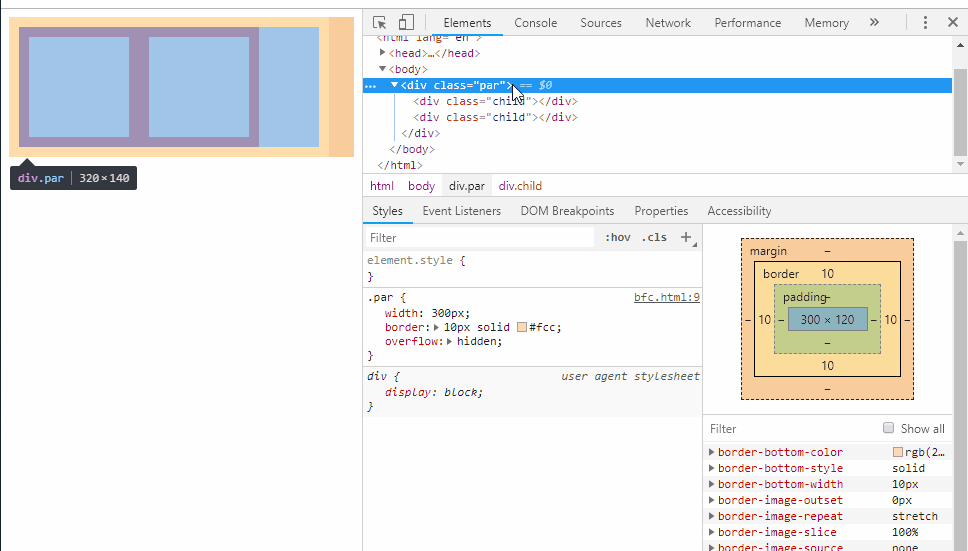 Elements Console Sources Network Performance Memory »
<html lang="en">
<head>…</head>
<body>
… <div class="par"> == $0
<div class="child"></div>
<div class="child"></div>
</div>
</body>
</html>
div.par 320 × 140
html body div.par div.child
Styles Event Listeners DOM Breakpoints Properties Accessibility
Filter :hov .cls +
element.style {
}
.par { bfc.html:9
width: 300px;
border: 10px solid #fcc;
overflow: hidden;
}
div { user agent stylesheet
display: block;
}
margin –
border 10
padding –
– 10 – 300 × 120 – 10 –
–
10
–
Filter Show all
border-bottom-color rgb(2…
border-bottom-style solid
border-bottom-width 10px
border-image-outset 0px
border-image-repeat stretch
border-image-slice 100%
border-image-source none